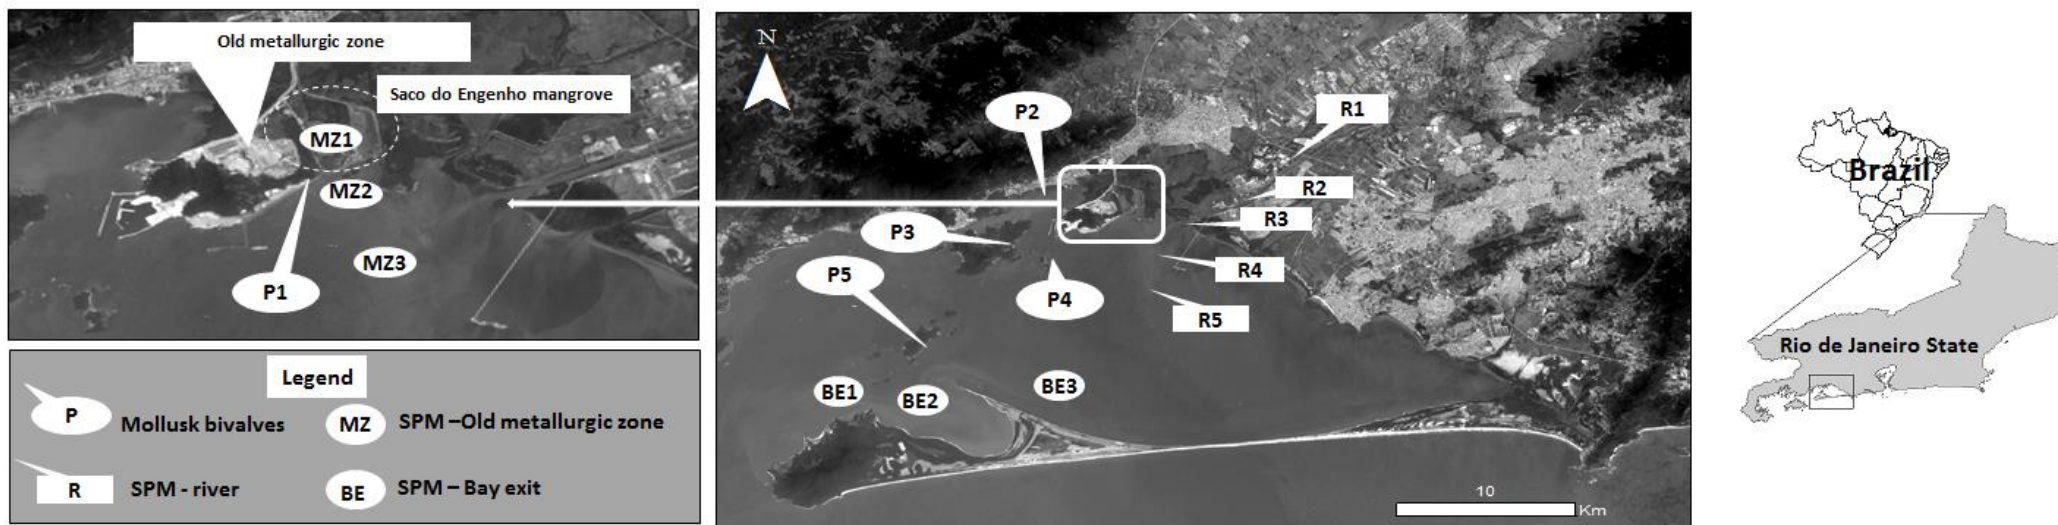 Old metallurgic zone
Saco do Engenho mangrove
MZ1
MZ2
MZ3
P1
Legend
P
Mollusk bivalves
MZ
SPM –Old metallurgic zone
R
SPM - river
BE
SPM – Bay exit
N
P2
R1
R2
P3
R3
P5
R4
P4
R5
BE1
BE2
BE3
10
Km
Brazil
Rio de Janeiro State